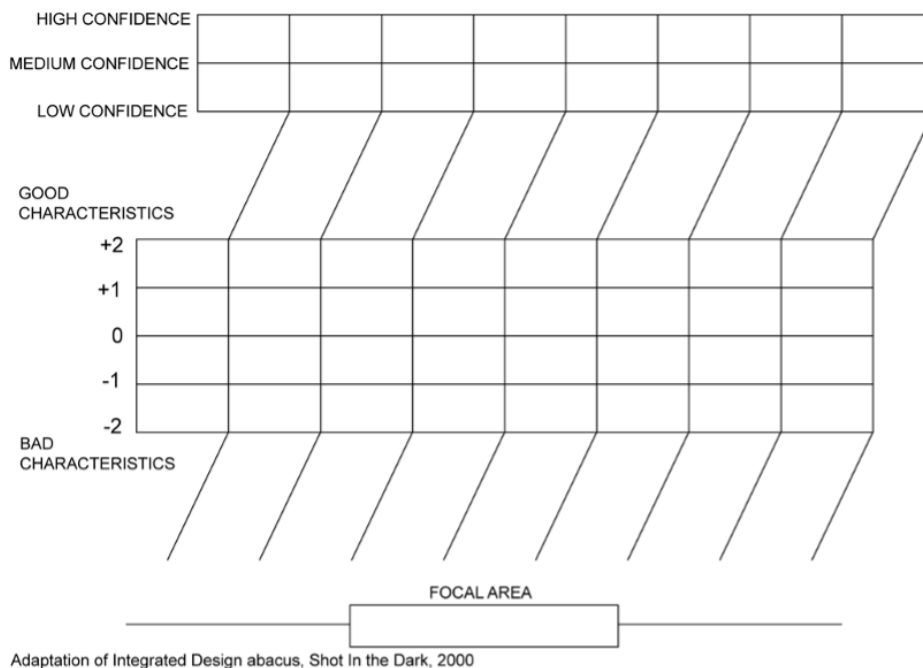 HIGH CONFIDENCE
MEDIUM CONFIDENCE
LOW CONFIDENCE
GOOD
CHARACTERISTICS
+2
+1
0
-1
-2
BAD
CHARACTERISTICS
FOCAL AREA
Adaptation of Integrated Design abacus, Shot In the Dark, 2000